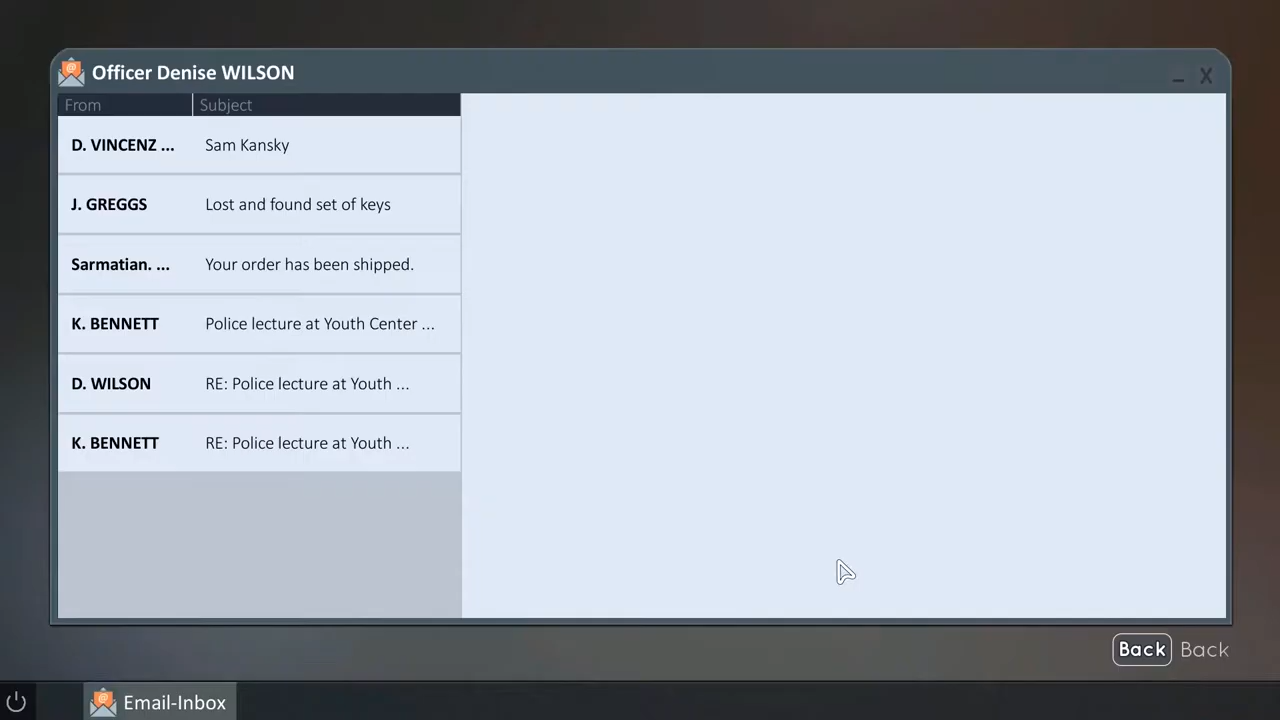 Officer Denise WILSON
From Subject
D. VINCENZ ... Sam Kansky
J. GREGGS Lost and found set of keys
Sarmatian. ... Your order has been shipped.
K. BENNETT Police lecture at Youth Center ...
D. WILSON RE: Police lecture at Youth ...
K. BENNETT RE: Police lecture at Youth ...
Back Back
Email-Inbox